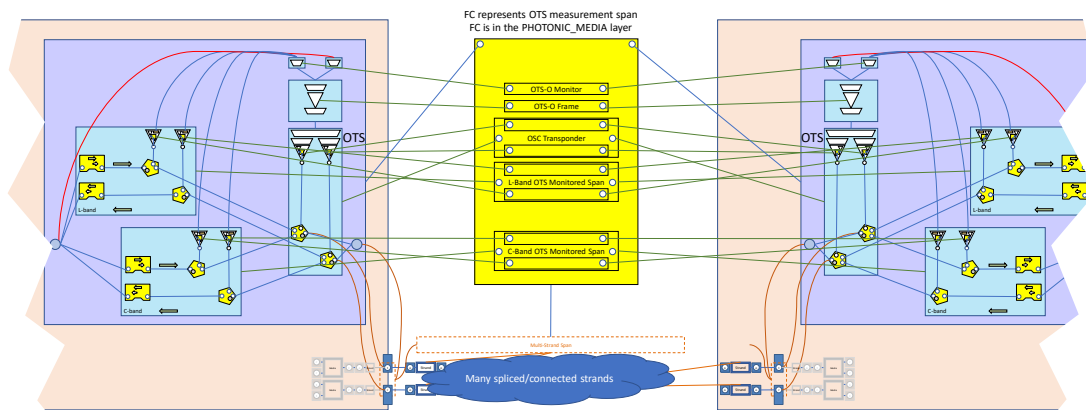 FC represents OTS measurement span
FC is in the PHOTONIC_MEDIA layer
OTS-O Monitor
OTS-O Frame
OTS
OSC Transponder
OTS
L-Band OTS Monitored Span
L-band
L-band
C-Band OTS Monitored Span
C-band
C-band
Multi-Strand Span
Strand
Strand
Strand
Strand
Many spliced/connected strands